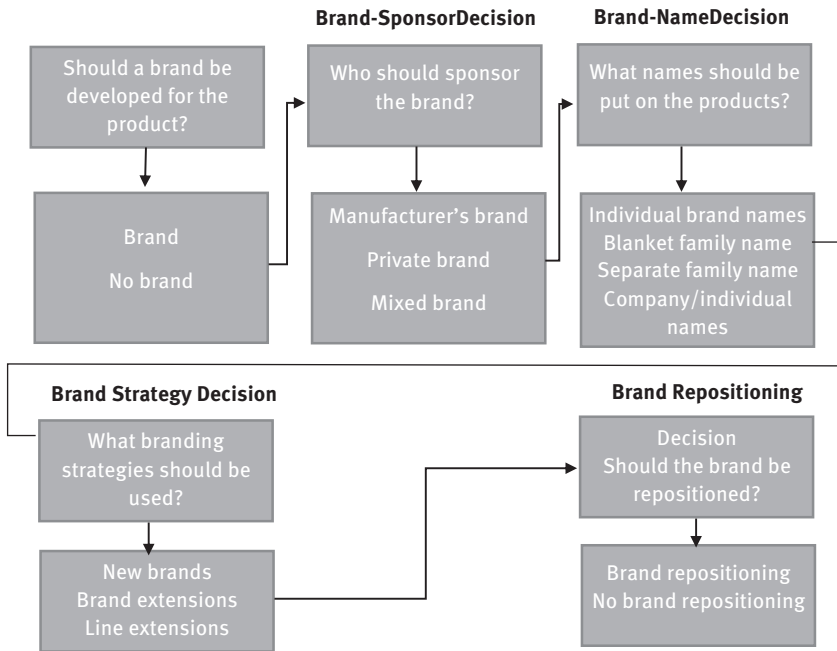 Brand-SponsorDecision
Brand-NameDecision
Should a brand be
developed for the
product?
Who should sponsor
the brand?
What names should be
put on the products?
Brand
No brand
Manufacturer's brand
Private brand
Mixed brand
Individual brand names
Blanket family name
Separate family name
Company/individual
names
Brand Strategy Decision
Brand Repositioning
What branding
strategies should be
used?
Decision
Should the brand be
repositioned?
New brands
Brand extensions
Line extensions
Brand repositioning
No brand repositioning